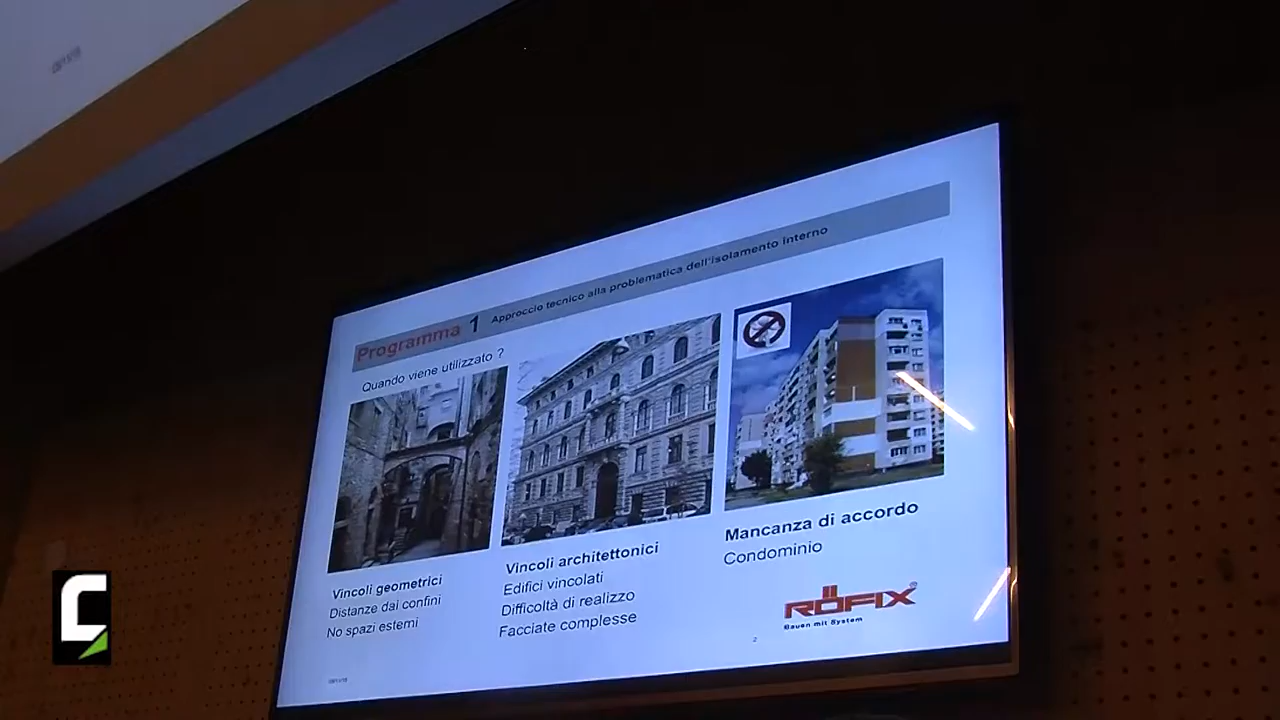 Programma 1 Approccio tecnico alla problematica dell'isolamento interno
Quando viene utilizzato ?
Vincoli geometrici
Distanze dai confini
No spazi esterni
Vincoli architettonici
Edifici vincolati
Difficoltà di realizzo
Facciate complesse
Mancanza di accordo
Condominio
RÖFIX
Bauen mit System
2